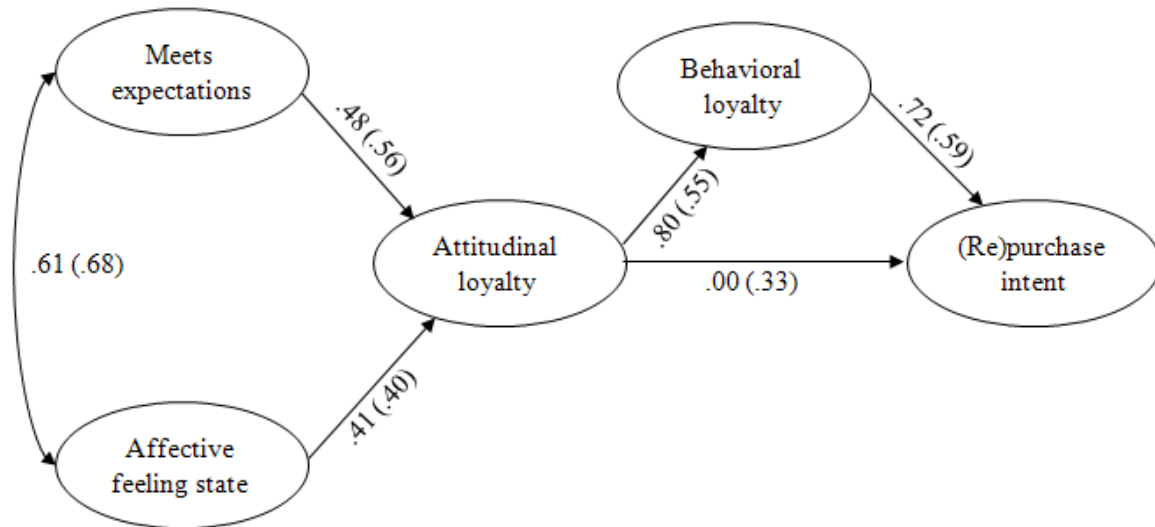 Meets
expectations
Behavioral
loyalty
.48 (.56)
.72 (.59)
.80 (.55)
.61 (.68)
Attitudinal
loyalty
.00 (.33)
(Re)purchase
intent
.41 (.40)
Affective
feeling state